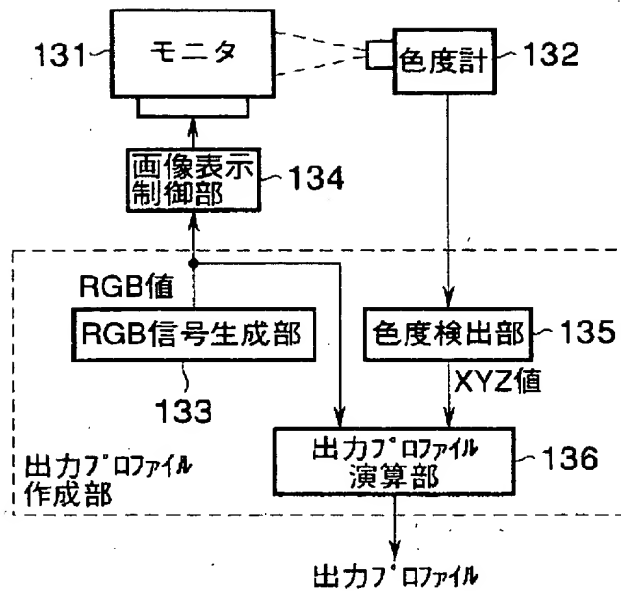 131
モニタ
色度計
132
画像表示
制御部
134
RGB値
RGB信号生成部
133
色度検出部
135
XYZ値
出力プロファイル
演算部
136
出力プロファイル
作成部
出力プロファイル